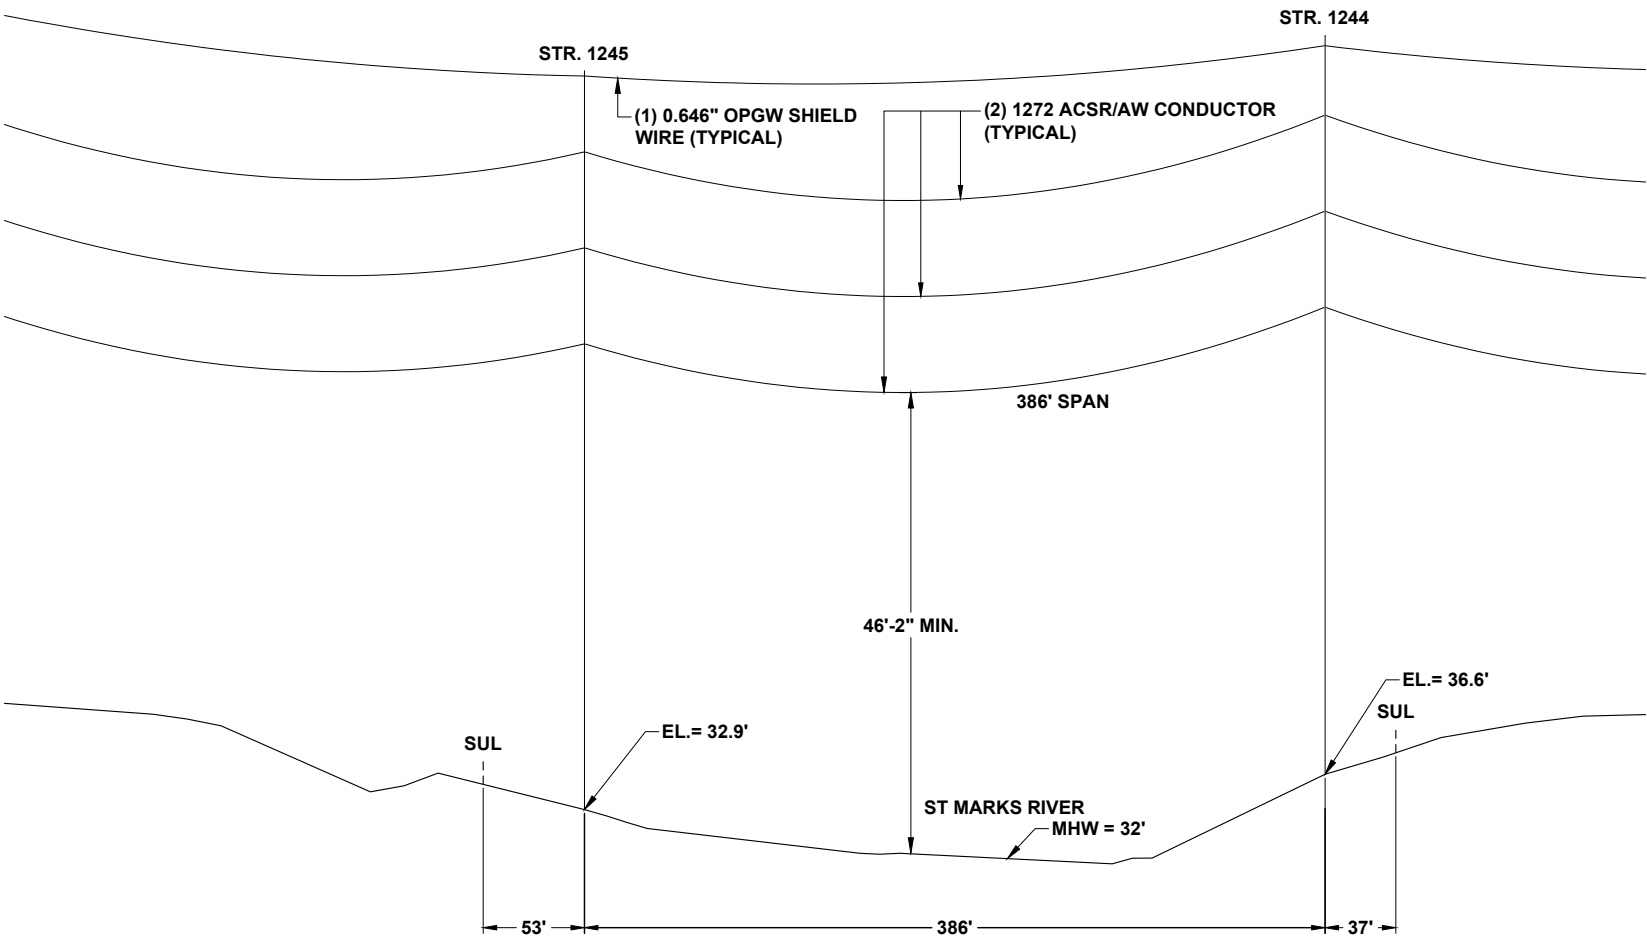 STR. 1244
STR. 1245
(1) 0.646" OPGW SHIELD
WIRE (TYPICAL)
(2) 1272 ACSR/AW CONDUCTOR
(TYPICAL)
386' SPAN
46'-2" MIN.
EL.= 36.6'
SUL
EL.= 32.9'
SUL
ST MARKS RIVER
MHW = 32'
53'
386'
37'